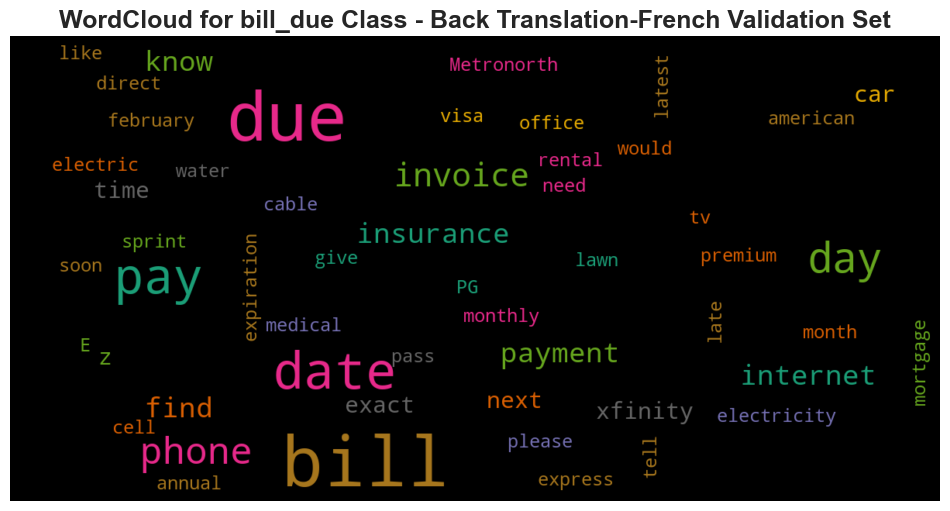 WordCloud for bill_due Class - Back Translation-French Validation Set
like
know
Metronorth
latest
direct
car
due
february
visa
office
american
would
electric
water
invoice
rental
time
need
cable
tv
sprint
insurance
day
soon
pay
expiration
give
lawn
premium
PG
medical
monthly
late
month
mortgage
E
z
date
pass
payment
internet
find
exact
next
xfinity
electricity
cell
phone
bill
please
tell
annual
express